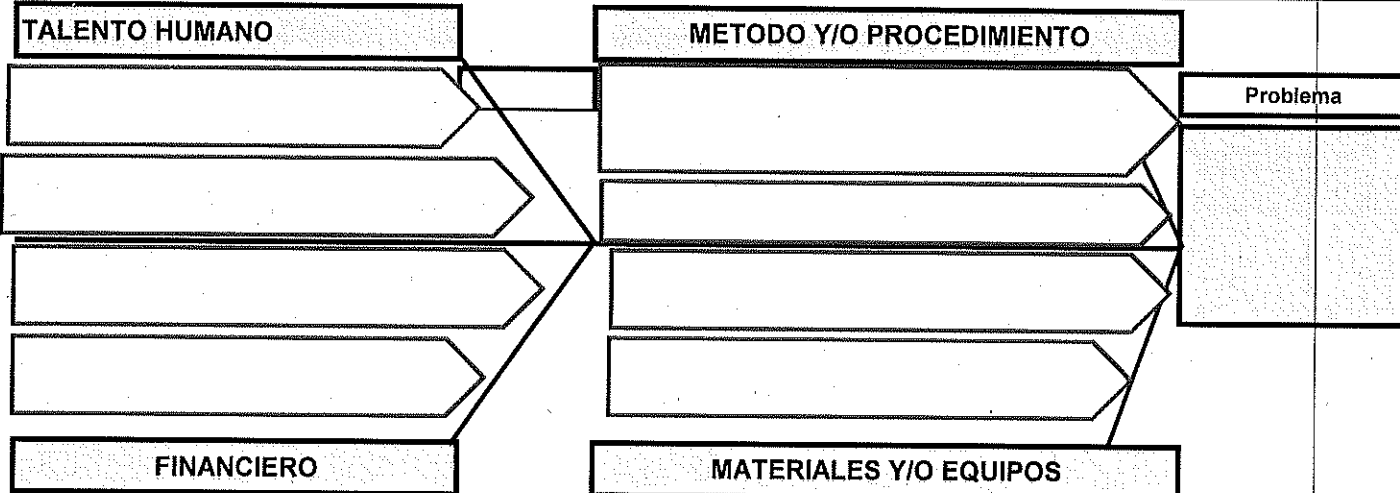 TALENTO HUMANO
METODO Y/O PROCEDIMIENTO
Problema
FINANCIERO
MATERIALES Y/O EQUIPOS